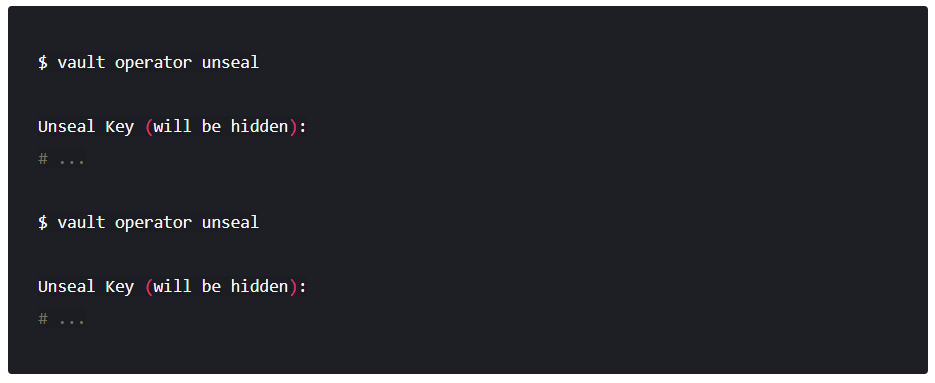 $ vault operator unseal
Unseal Key (will be hidden):
# ...
$ vault operator unseal
Unseal Key (will be hidden):
# ...